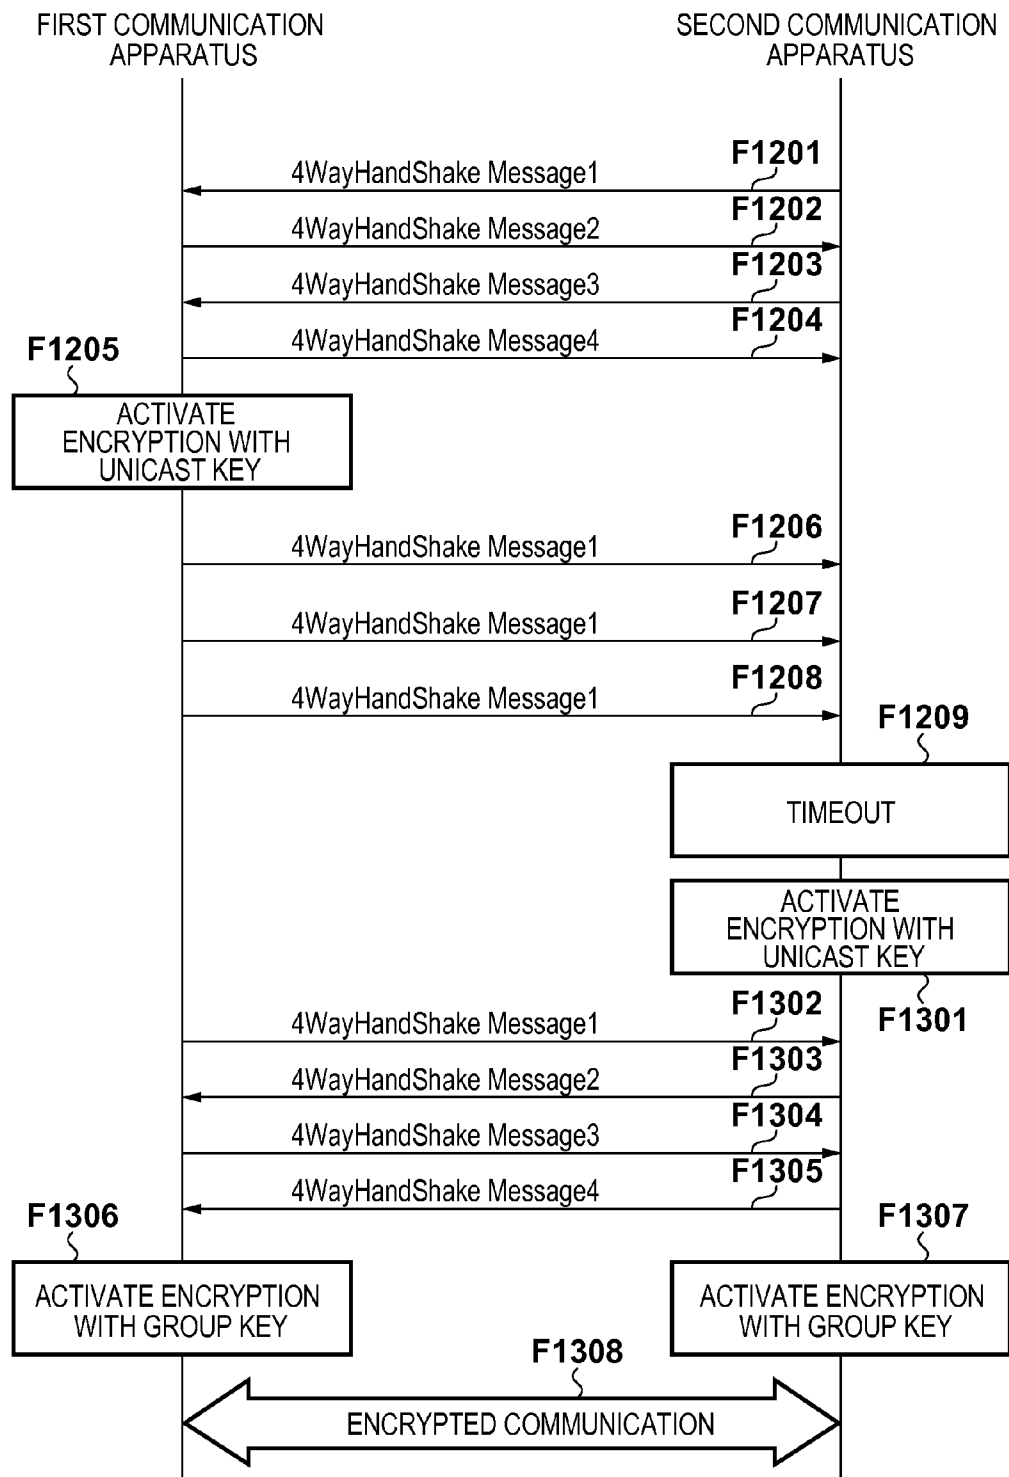 FIRST COMMUNICATION
APPARATUS
SECOND COMMUNICATION
APPARATUS
F1201
4WayHandShake Message1
F1202
4WayHandShake Message2
F1203
4WayHandShake Message3
F1204
4WayHandShake Message4
F1205
ACTIVATE
ENCRYPTION WITH
UNICAST KEY
F1206
4WayHandShake Message1
F1207
4WayHandShake Message1
F1208
4WayHandShake Message1
F1209
TIMEOUT
ACTIVATE
ENCRYPTION WITH
UNICAST KEY
F1301
F1302
4WayHandShake Message1
F1303
4WayHandShake Message2
F1304
4WayHandShake Message3
F1305
4WayHandShake Message4
F1306
ACTIVATE ENCRYPTION
WITH GROUP KEY
F1307
ACTIVATE ENCRYPTION
WITH GROUP KEY
F1308
ENCRYPTED COMMUNICATION